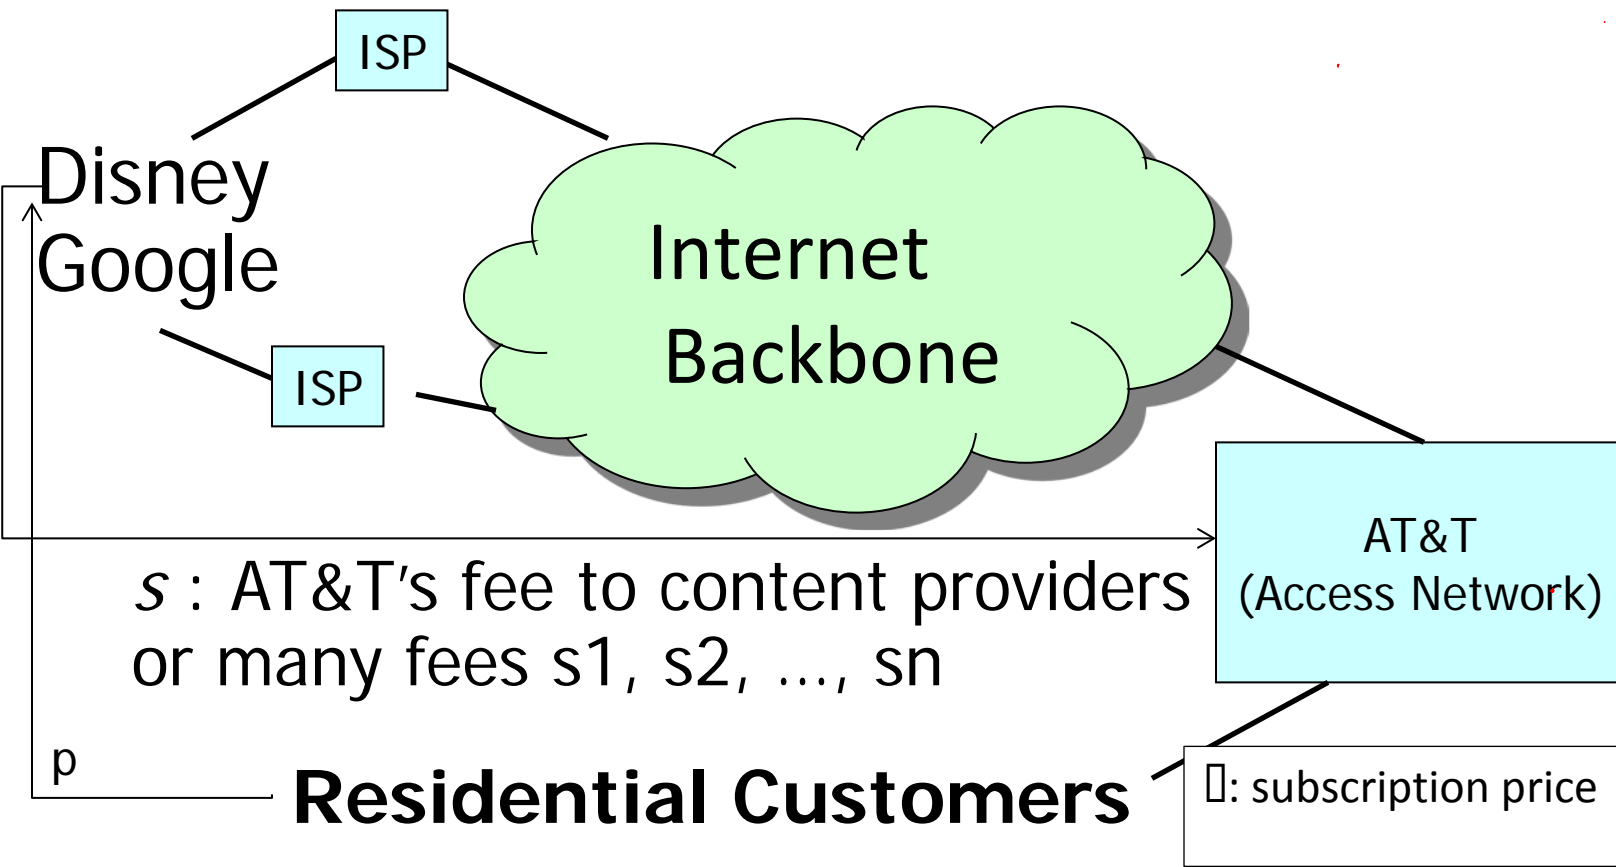 ISP
Disney
Google
Internet
Backbone
ISP
AT&T
(Access Network)
s : AT&T's fee to content providers
or many fees s1, s2, ..., sn
p
Residential Customers
: subscription price